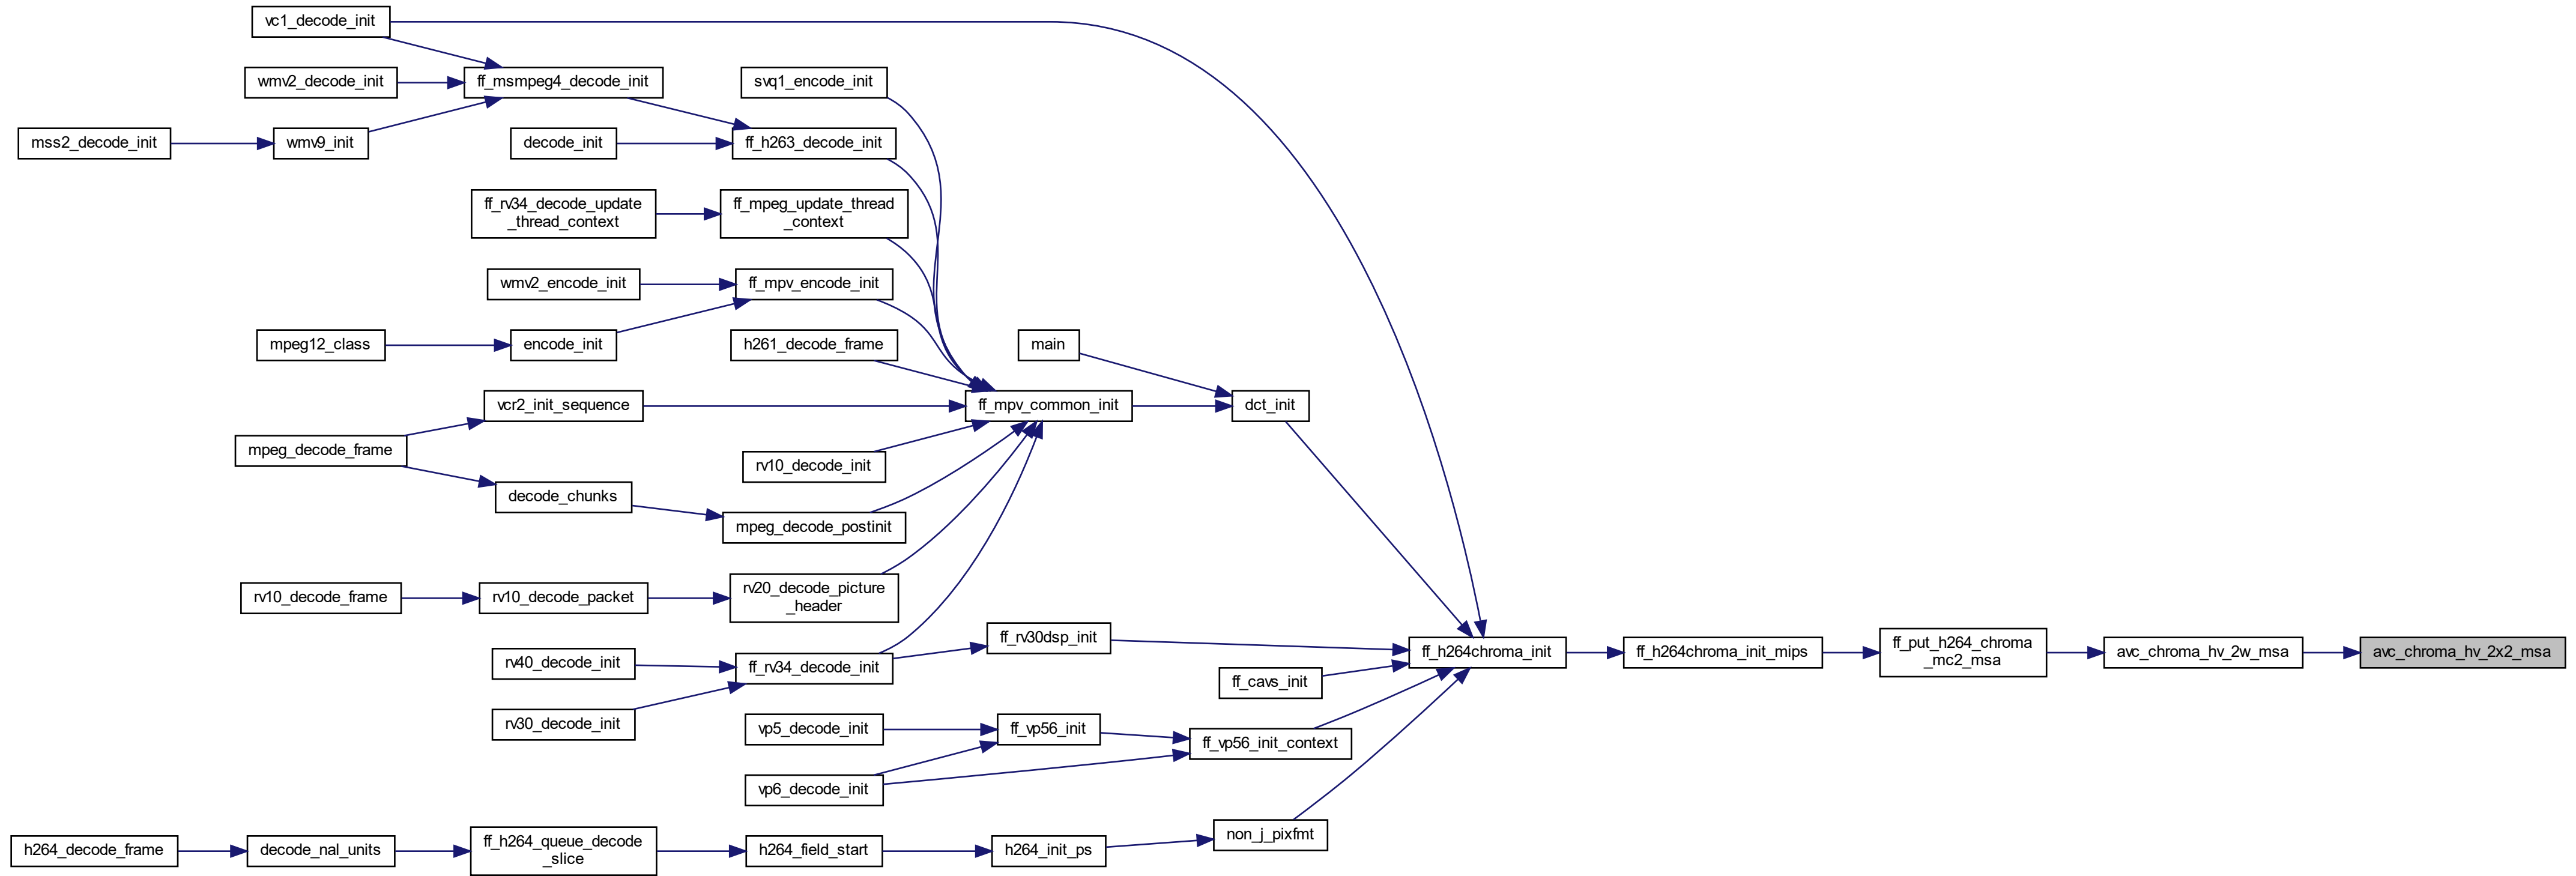 vc1_decode_init
wmv2_decode_init
ff_msmpeg4_decode_init
svq1_encode_init
mss2_decode_init
wmv9_init
decode_init
ff_h263_decode_init
ff_rv34_decode_update
_thread_context
ff_mpeg_update_thread
_context
wmv2_encode_init
ff_mpv_encode_init
mpeg12_class
encode_init
h261_decode_frame
main
vcr2_init_sequence
ff_mpv_common_init
dct_init
mpeg_decode_frame
rv10_decode_init
decode_chunks
mpeg_decode_postinit
rv10_decode_frame
rv10_decode_packet
rv20_decode_picture
_header
ff_rv30dsp_init
rv40_decode_init
ff_rv34_decode_init
ff_h264chroma_init
ff_h264chroma_init_mips
ff_put_h264_chroma
_mc2_msa
avc_chroma_hv_2w_msa
avc_chroma_hv_2x2_msa
ff_cavs_init
rv30_decode_init
vp5_decode_init
ff_vp56_init
ff_vp56_init_context
vp6_decode_init
non_j_pixfmt
h264_decode_frame
decode_nal_units
ff_h264_queue_decode
_slice
h264_field_start
h264_init_ps